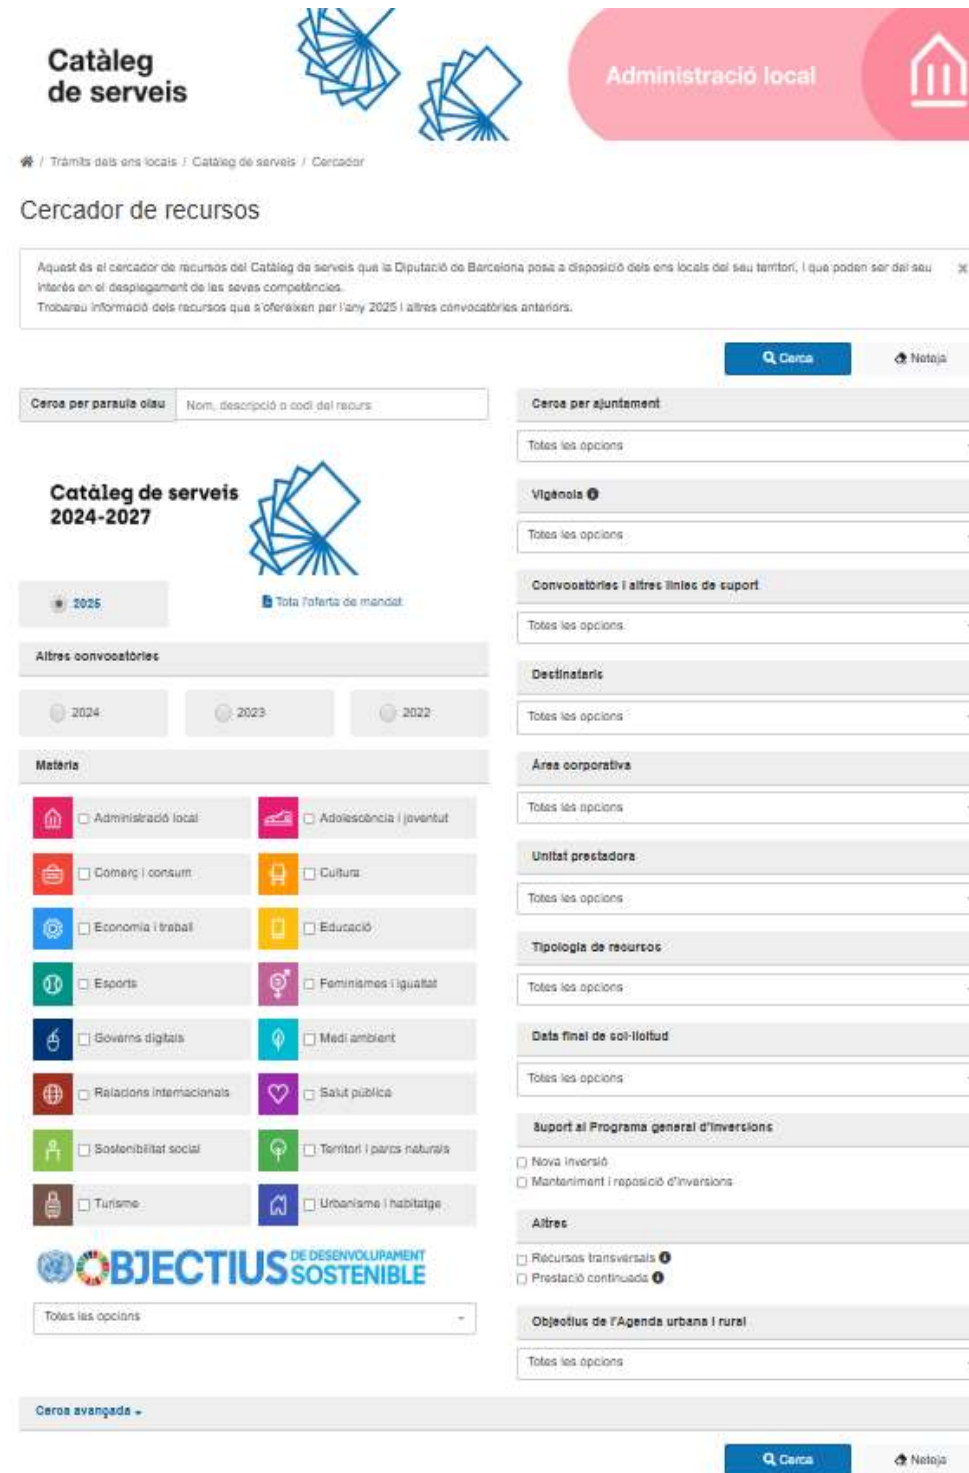 Catàleg
de serveis
Administració local
/ Tràmits dels ens locals / Catàleg de serveis / Cercador
Cercador de recursos
Aquest és el cercador de recursos del Catàleg de serveis que la Diputació de Barcelona posa a disposició dels ens locals del seu territori, i que poden ser del seu
interès en el desplegament de les seves competències.
Trobareu informació dels recursos que s'ofereixen per l'any 2025 i altres convocatòries anteriors.
Cerca
Neteja
Cerca per paraula clau
Nom, descripció o codi del recurs
Catàleg de serveis
2024-2027
2025
Tota l'oferta de mandat
Altres convocatòries
2024
2023
2022
Matèria
Administració local
Adolescència i joventut
Comerç i consum
Cultura
Economia i treball
Educació
Esports
Feminismes i igualtat
Governs digitals
Medi ambient
Relacions internacionals
Salut pública
Sostenibilitat social
Territori i parcs naturals
Turisme
Urbanisme i habitatge
OBJECTIUS DE DESENVOLUPAMENT
SOSTENIBLE
Totes les opcions
Cerca per ajuntament
Totes les opcions
Vigència
Totes les opcions
Convocatòries i altres línies de suport
Totes les opcions
Destinataris
Totes les opcions
Àrea corporativa
Totes les opcions
Unitat prestadora
Totes les opcions
Tipologia de recursos
Totes les opcions
Data final de sol·licitud
Totes les opcions
Suport al Programa general d'inversions
Nova inversió
Manteniment i reposició d'inversions
Altres
Recursos transversals
Prestació continuada
Objectius de l'Agenda urbana i rural
Totes les opcions
Cerca avançada
Cerca
Neteja